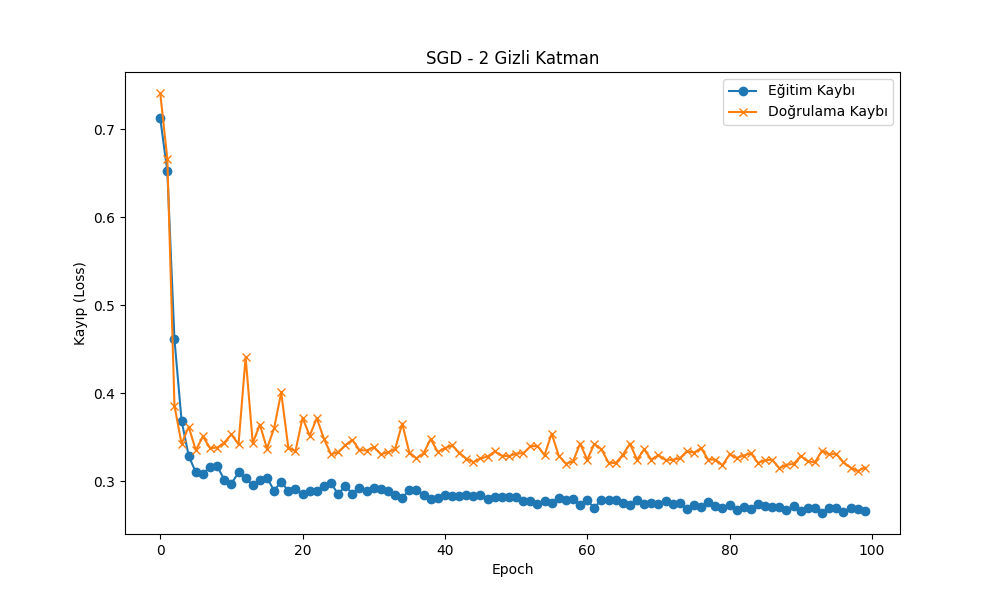 SGD - 2 Gizli Katman
Eğitim Kaybı
Doğrulama Kaybı
Kayıp (Loss)
0.7
0.6
0.5
0.4
0.3
0 20 40 60 80 100
Epoch